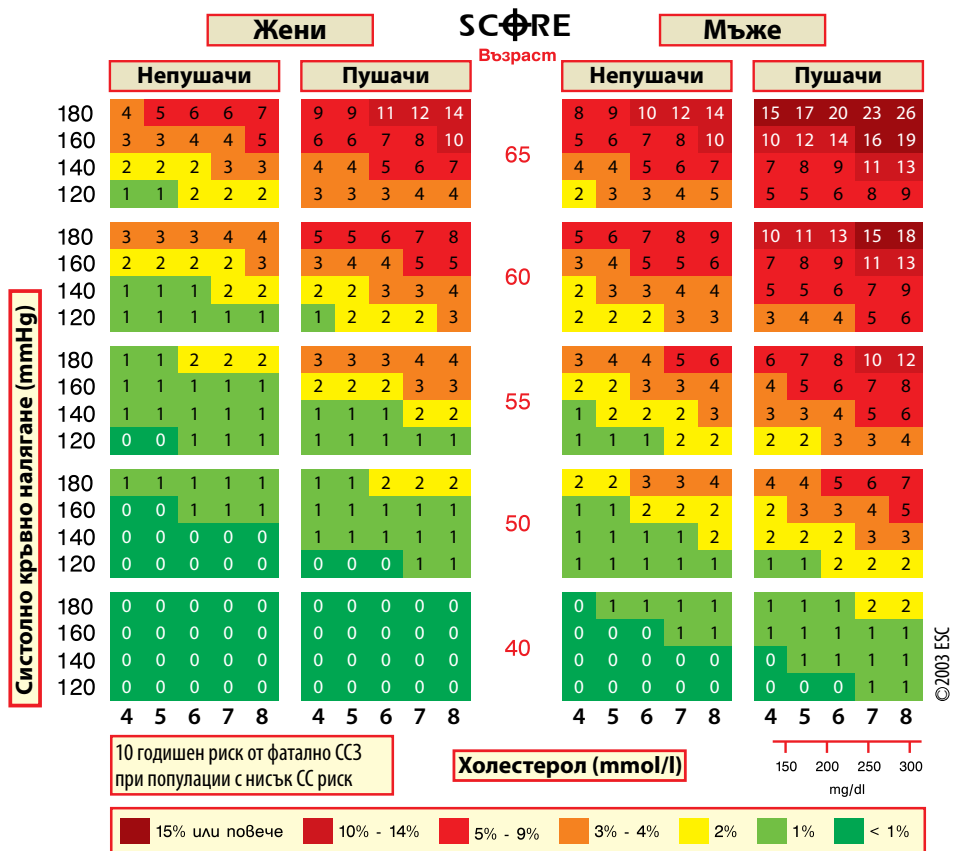 Жени SCORE Мъже
Възраст
Непушачи Пушачи Непушачи Пушачи
180 4 5 6 6 7 9 9 11 12 14 8 9 10 12 14 15 17 20 23 26
160 3 3 4 4 5 6 6 7 8 10 5 6 7 8 10 10 12 14 16 19
65
140 2 2 2 3 3 4 4 5 6 7 4 4 5 6 7 7 8 9 11 13
120 1 1 2 2 2 3 3 3 4 4 2 3 3 4 5 5 5 6 8 9
180 3 3 3 4 4 5 5 6 7 8 5 6 7 8 9 10 11 13 15 18
160 2 2 2 2 3 3 4 4 5 5 3 4 5 5 6 7 8 9 11 13
60
140 1 1 1 2 2 2 2 3 3 4 2 3 3 4 4 5 5 6 7 9
120 1 1 1 1 1 1 2 2 2 3 2 2 2 3 3 3 4 4 5 6
180 1 1 2 2 2 3 3 3 4 4 3 4 4 5 6 6 7 8 10 12
160 1 1 1 1 1 2 2 2 3 3 2 2 3 3 4 4 5 6 7 8
55
140 1 1 1 1 1 1 1 1 2 2 1 2 2 2 3 3 3 4 5 6
120 0 0 1 1 1 1 1 1 1 1 1 1 1 2 2 2 2 3 3 4
180 1 1 1 1 1 1 1 2 2 2 2 2 3 3 4 4 4 5 6 7
160 0 0 1 1 1 1 1 1 1 1 1 1 2 2 2 2 3 3 4 5
50
140 0 0 0 0 0 1 1 1 1 1 1 1 1 1 2 2 2 2 3 3
120 0 0 0 0 0 0 0 0 1 1 1 1 1 1 1 1 1 2 2 2
180 0 0 0 0 0 0 0 0 0 0 0 1 1 1 1 1 1 1 2 2
160 0 0 0 0 0 0 0 0 0 0 0 0 0 1 1 1 1 1 1 1
40
140 0 0 0 0 0 0 0 0 0 0 0 0 0 0 0 0 1 1 1 1
120 0 0 0 0 0 0 0 0 0 0 0 0 0 0 0 0 0 0 1 1
4 5 6 7 8 4 5 6 7 8 4 5 6 7 8 4 5 6 7 8
Систолно кръвно налягане (mmHg)
©2003 ESC
10 годишен риск от фатално ССЗ
при популации с нисък СС риск
Холестерол (mmol/l)
150 200 250 300
mg/dl
15% или повече 10% - 14% 5% - 9% 3% - 4% 2% 1% < 1%